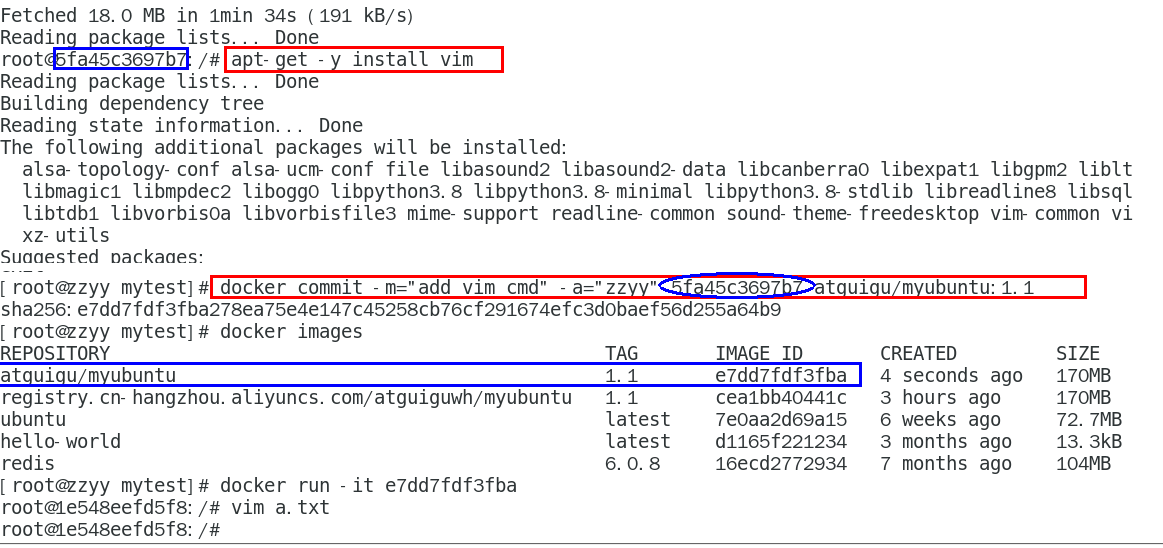 Fetched 18.0 MB in 1min 34s (191 kB/s)
Reading package lists... Done
root@5fa45c3697b7:/# apt-get -y install vim
Reading package lists... Done
Building dependency tree
Reading state information... Done
The following additional packages will be installed:
alsa-topology-conf alsa-ucm-conf file libasound2 libasound2-data libcanberra0 libexpat1 libgpm2 liblt
libmagic1 libmpdec2 libogg0 libpython3.8 libpython3.8-minimal libpython3.8-stdlib libreadline8 libsql
libtdb1 libvorbis0a libvorbisfile3 mime-support readline-common sound-theme-freedesktop vim-common vi
xz-utils
Suggested packages:
[root@zzyy mytest]# docker commit -m="add vim cmd" -a="zzyy" 5fa45c3697b7 atguigu/myubuntu:1.1
sha256:e7dd7fdf3fba278ea75e4e147c45258cb76cf291674efc3d0baef56d255a64b9
[root@zzyy mytest]# docker images
REPOSITORY TAG IMAGE ID CREATED SIZE
atguigu/myubuntu 1.1 e7dd7fdf3fba 4 seconds ago 170MB
registry.cn-hangzhou.aliyuncs.com/atguiguwh/myubuntu 1.1 cea1bb40441c 3 hours ago 170MB
ubuntu latest 7e0aa2d69a15 6 weeks ago 72.7MB
hello-world latest d1165f221234 3 months ago 13.3kB
redis 6.0.8 16ecd2772934 7 months ago 104MB
[root@zzyy mytest]# docker run -it e7dd7fdf3fba
root@1e548eefd5f8:/# vim a.txt
root@1e548eefd5f8:/#